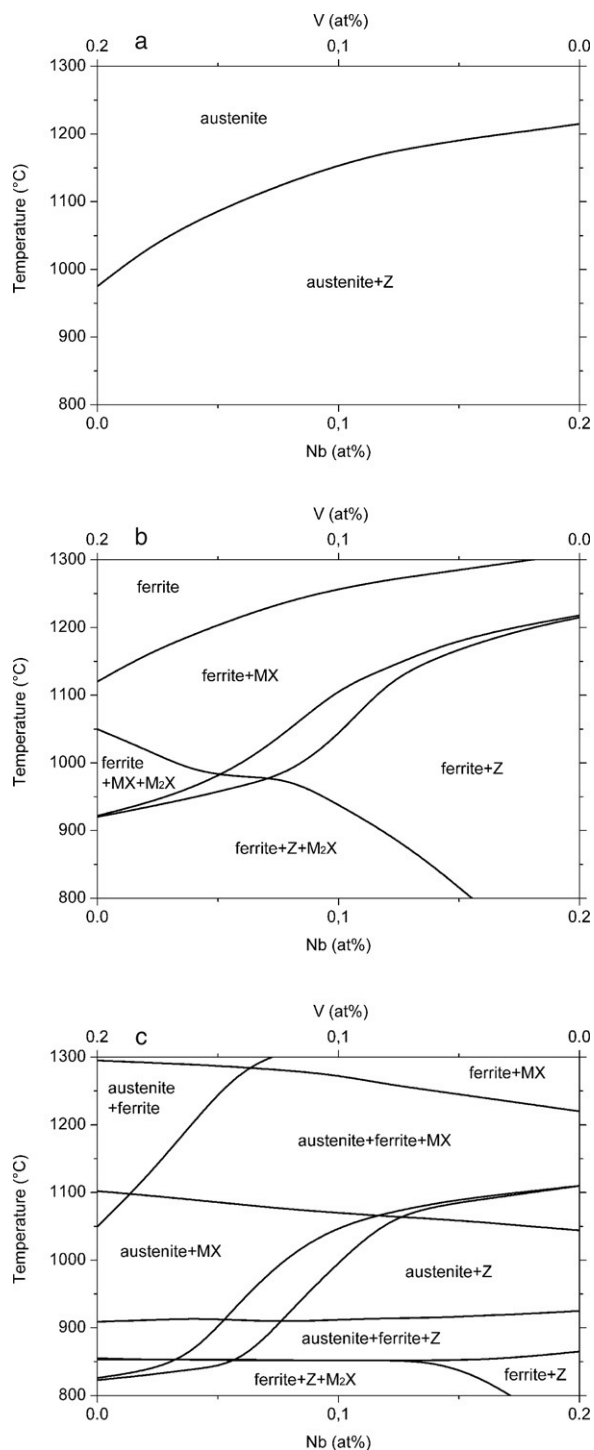 V (at%)
a
0.2 0,1 0.0
1300
austenite
1200
1100
Temperature (°C)
1000
austenite+Z
900
800
0.0 0,1 0.2
Nb (at%)
V (at%)
b
0.2 0,1 0.0
1300
ferrite
1200
ferrite+MX
1100
Temperature (°C)
1000
ferrite
+MX+M2X
ferrite+Z
900
ferrite+Z+M2X
800
0.0 0,1 0.2
Nb (at%)
V (at%)
c
0.2 0,1 0.0
1300
ferrite+MX
austenite
+ferrite
1200
austenite+ferrite+MX
1100
Temperature (°C)
austenite+MX
1000
austenite+Z
900
austenite+ferrite+Z
ferrite+Z+M2X
ferrite+Z
800
0.0 0,1 0.2
Nb (at%)